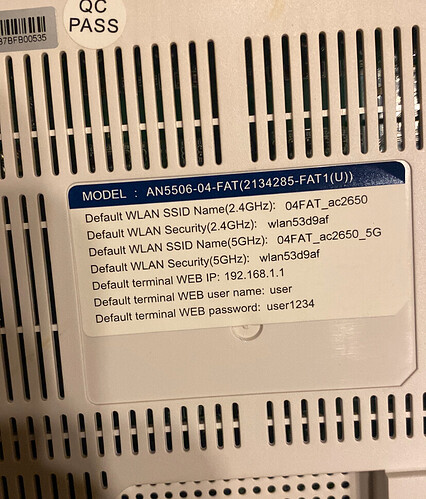 QC
PASS
87BFB00535
MODEL : AN5506-04-FAT(2134285-FAT1(U))
Default WLAN SSID Name(2.4GHz): 04FAT_ac2650
Default WLAN Security(2.4GHz): wlan53d9af
Default WLAN SSID Name(5GHz): 04FAT_ac2650_5G
Default WLAN Security(5GHz): wlan53d9af
Default terminal WEB IP: 192.168.1.1
Default terminal WEB user name: user
Default terminal WEB password: user1234